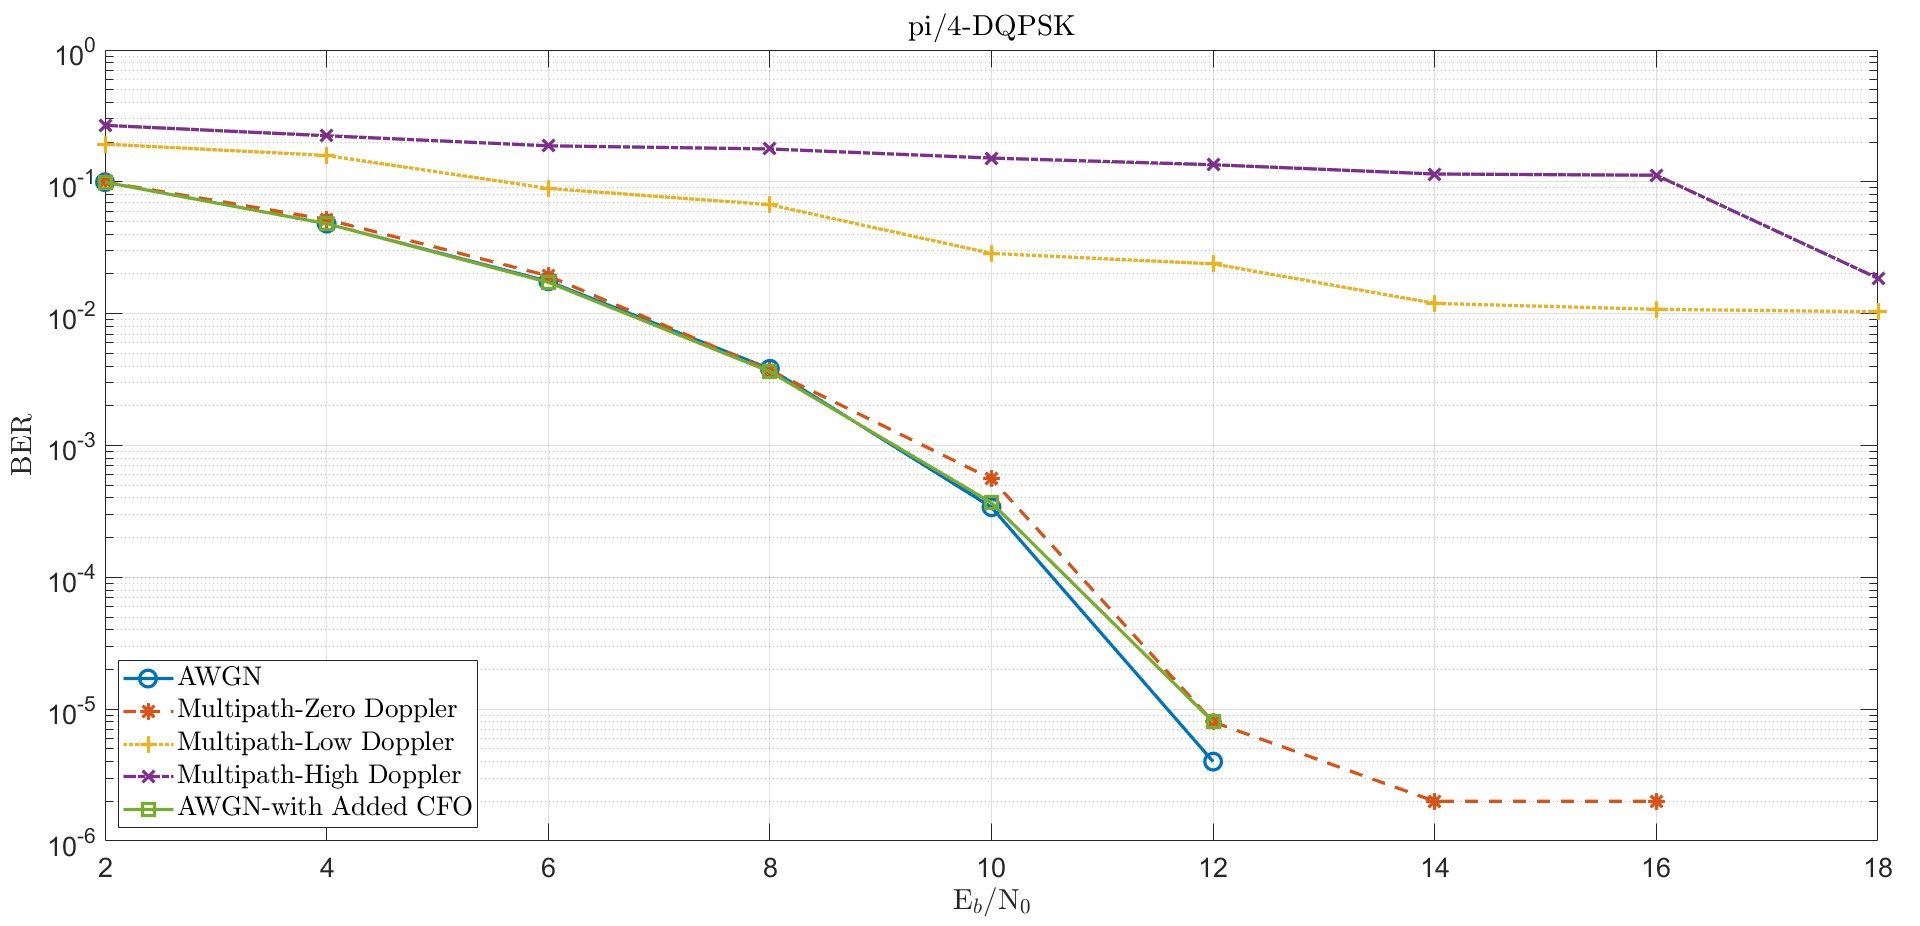 pi/4-DQPSK
10^0
10^-1
10^-2
10^-3
10^-4
10^-5
10^-6
BER
AWGN
Multipath-Zero Doppler
Multipath-Low Doppler
Multipath-High Doppler
AWGN-with Added CFO
2 4 6 8 10 12 14 16 18
E_b/N_0